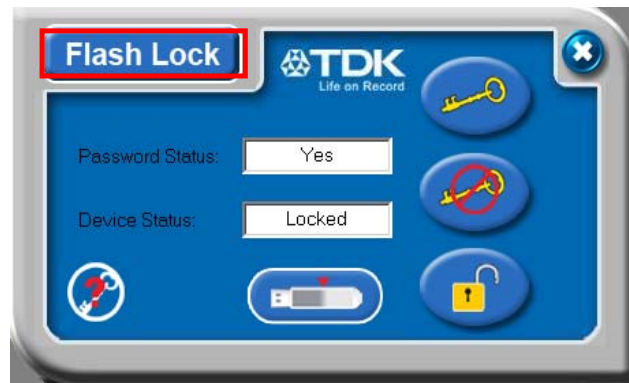 Flash Lock
TDK
Life on Record
Password Status: Yes
Device Status: Locked
?